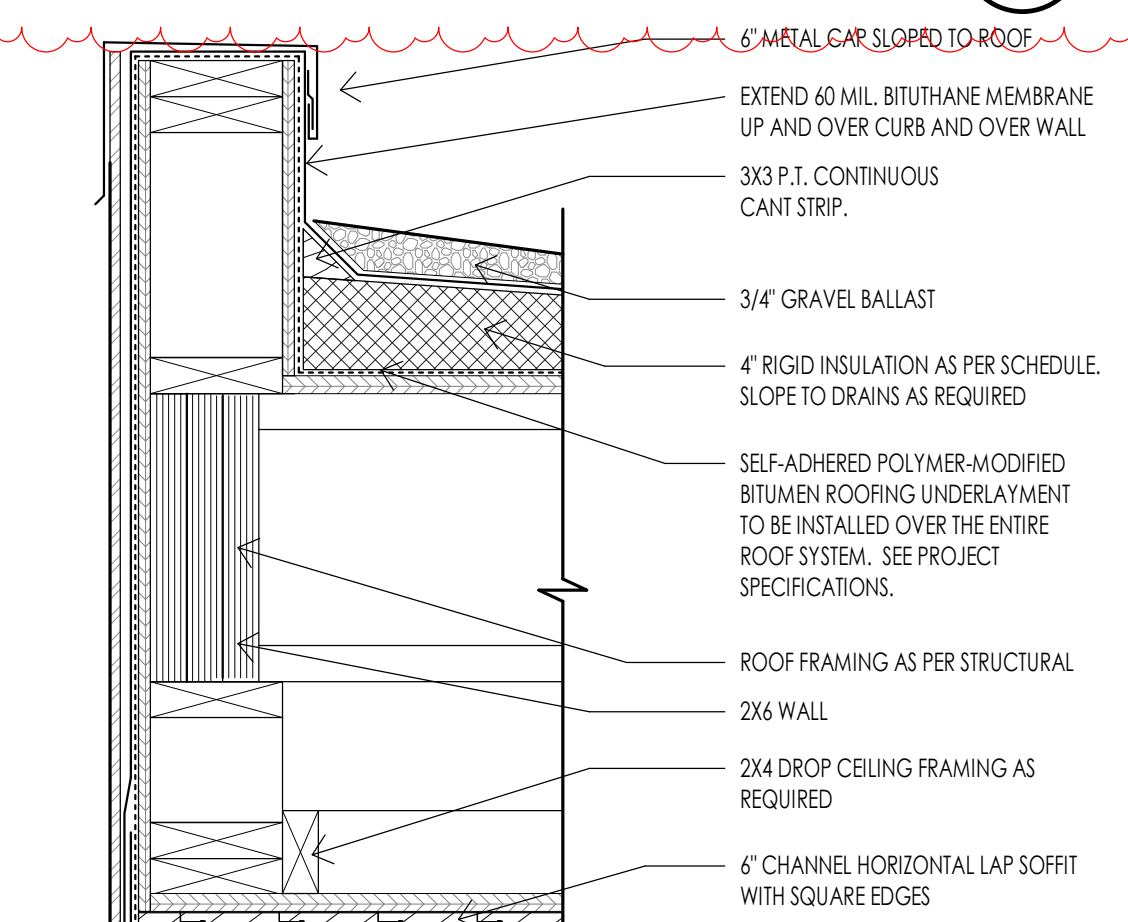 6" METAL CAP SLOPED TO ROOF
EXTEND 60 MIL. BITUTHANE MEMBRANE
UP AND OVER CURB AND OVER WALL
3X3 P.T. CONTINUOUS
CANT STRIP.
3/4" GRAVEL BALLAST
4" RIGID INSULATION AS PER SCHEDULE.
SLOPE TO DRAINS AS REQUIRED
SELF-ADHERED POLYMER-MODIFIED
BITUMEN ROOFING UNDERLAYMENT
TO BE INSTALLED OVER THE ENTIRE
ROOF SYSTEM. SEE PROJECT
SPECIFICATIONS.
ROOF FRAMING AS PER STRUCTURAL
2X6 WALL
2X4 DROP CEILING FRAMING AS
REQUIRED
6" CHANNEL HORIZONTAL LAP SOFFIT
WITH SQUARE EDGES